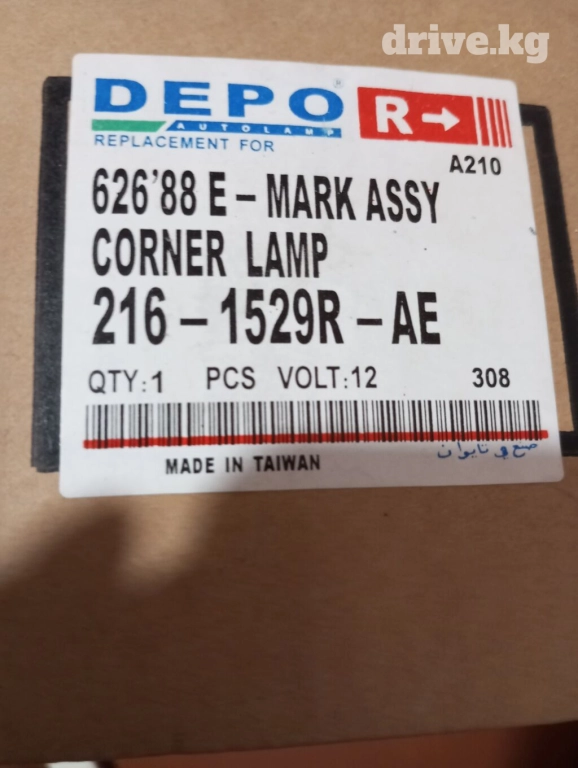 drive.kg
DEPO® R→
AUTOLAMP
REPLACEMENT FOR
A210
626'88 E - MARK ASSY
CORNER LAMP
216 - 1529R - AE
QTY:1 PCS VOLT:12 308
MADE IN TAIWAN